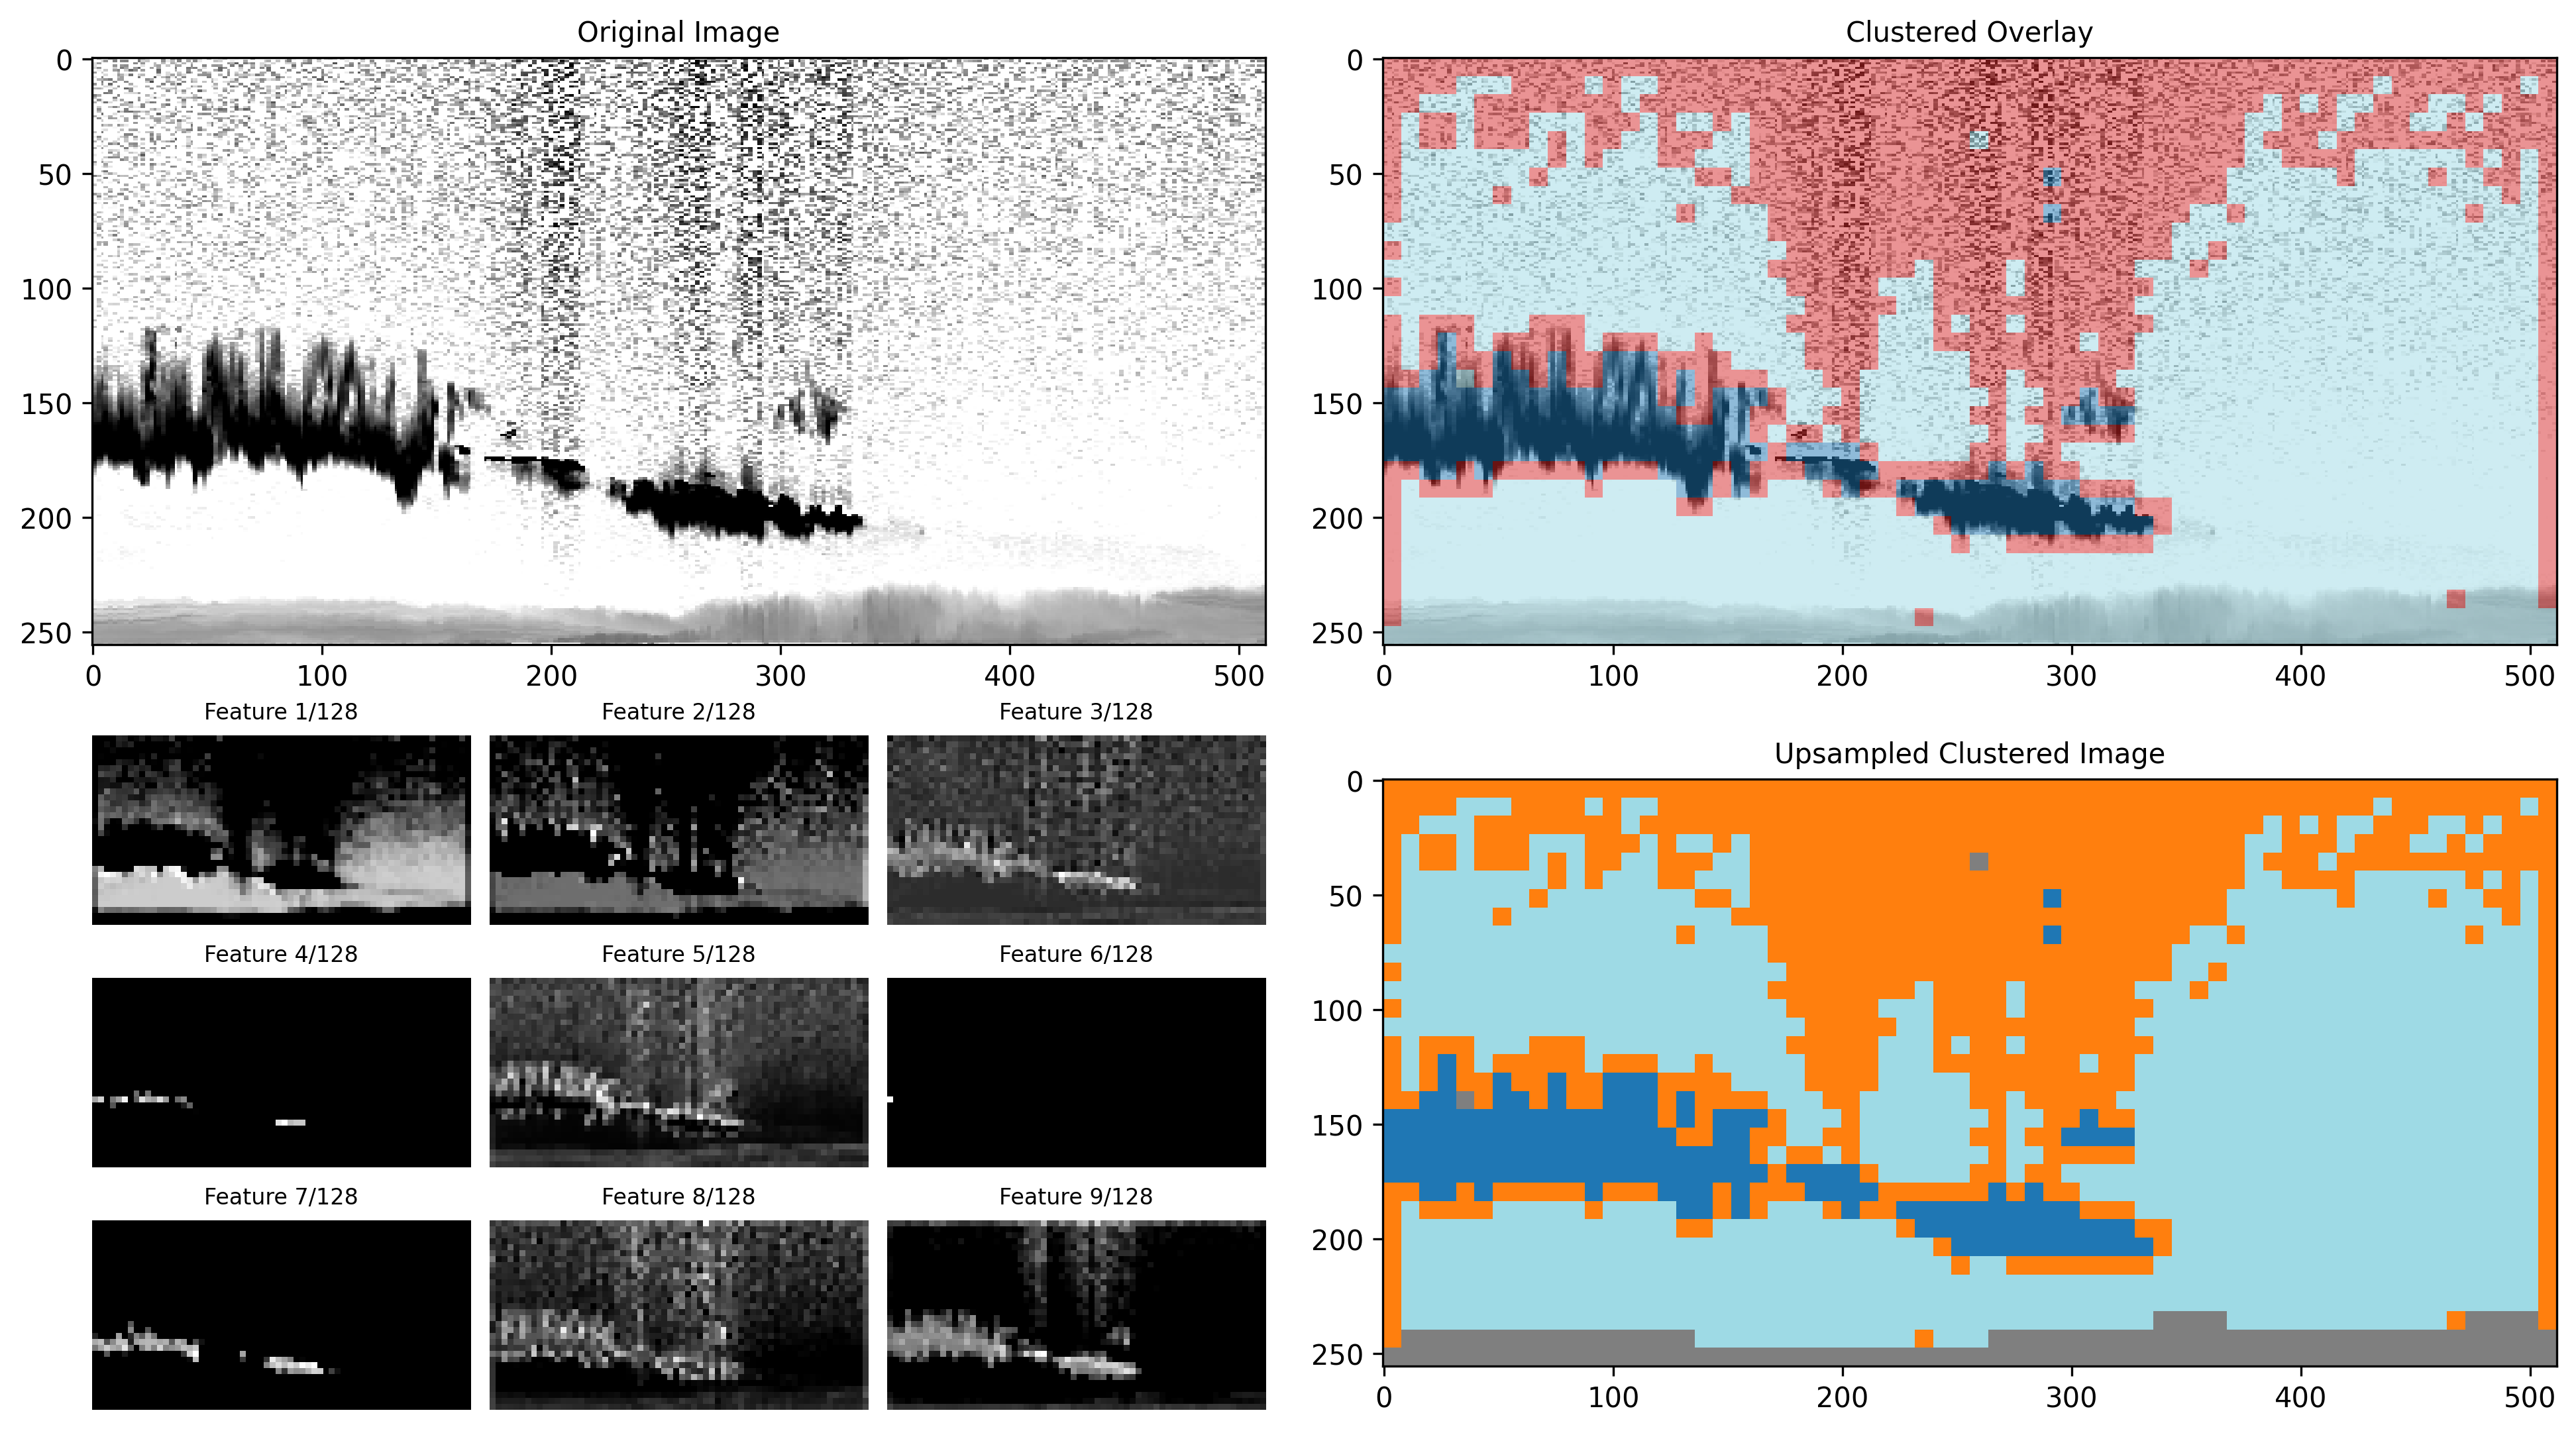 Original Image
0
50
100
150
200
250
0 100 200 300 400 500
Clustered Overlay
0
50
100
150
200
250
0 100 200 300 400 500
Feature 1/128 Feature 2/128 Feature 3/128
Feature 4/128 Feature 5/128 Feature 6/128
Feature 7/128 Feature 8/128 Feature 9/128
Upsampled Clustered Image
0
50
100
150
200
250
0 100 200 300 400 500